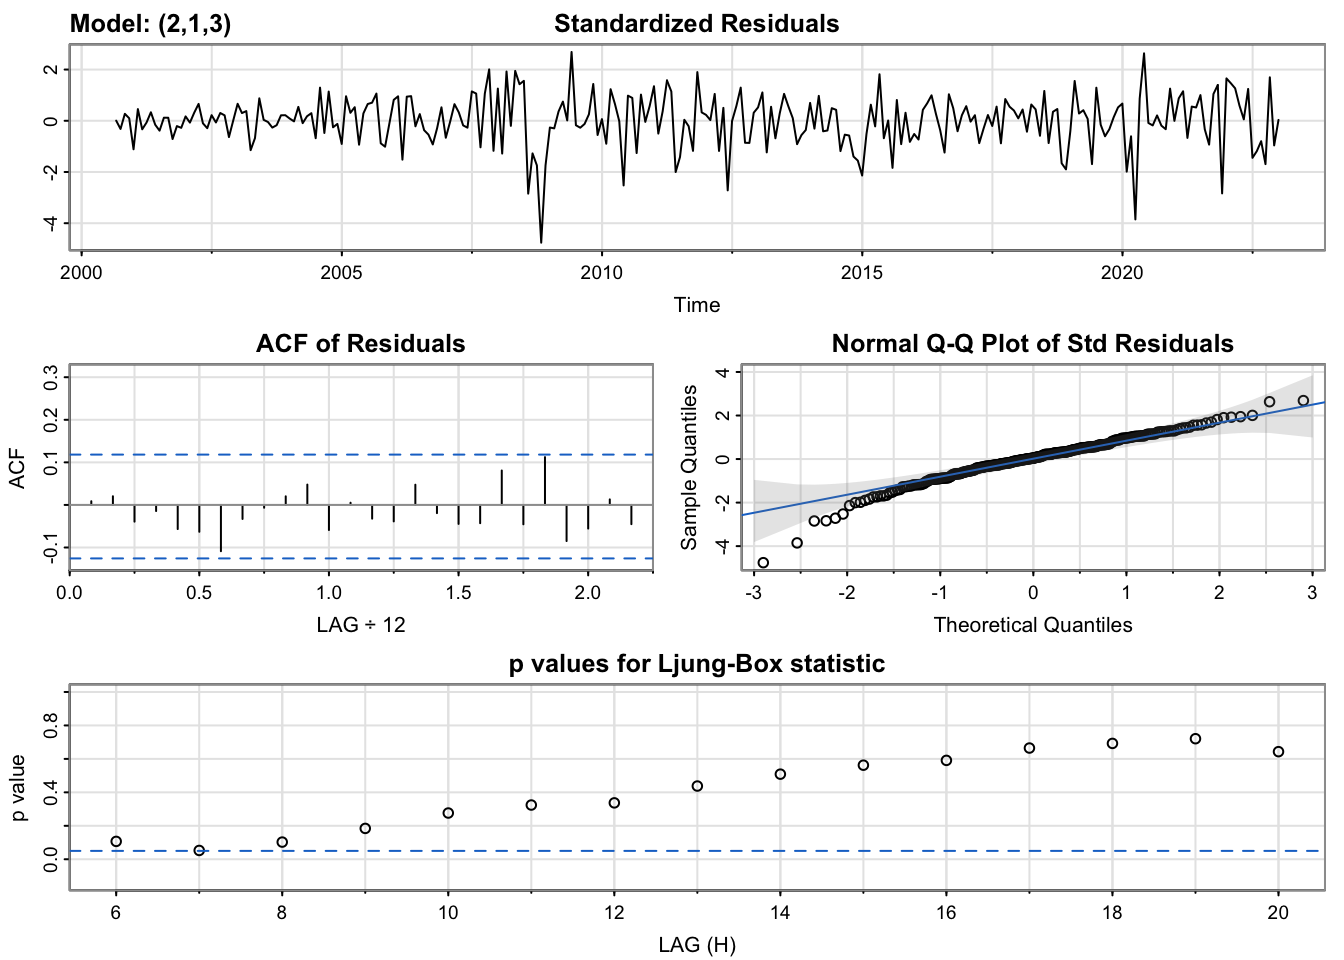 Model: (2,1,3) Standardized Residuals
2
0
-2
-4
2000 2005 2010 2015 2020
Time
ACF of Residuals
ACF
0.3
0.2
0.1
-0.1
0.0 0.5 1.0 1.5 2.0
LAG ÷ 12
Normal Q-Q Plot of Std Residuals
Sample Quantiles
4
2
0
-2
-4
-3 -2 -1 0 1 2 3
Theoretical Quantiles
p values for Ljung-Box statistic
p value
0.8
0.4
0.0
6 8 10 12 14 16 18 20
LAG (H)